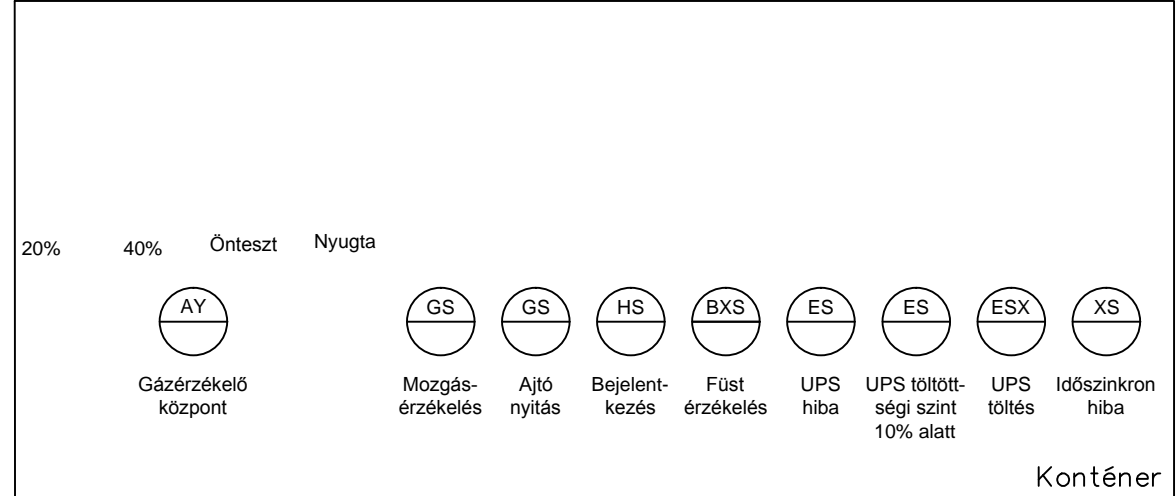 20% 40% Önteszt Nyugta
AY GS GS HS BXS ES ES ESX XS
Gázérzékelő Mozgás- Ajtó Bejelent- Füst UPS UPS töltött- UPS Időszinkron
központ érzékelés nyitás kezés érzékelés hiba ségi szint töltés hiba
10% alatt
Konténer